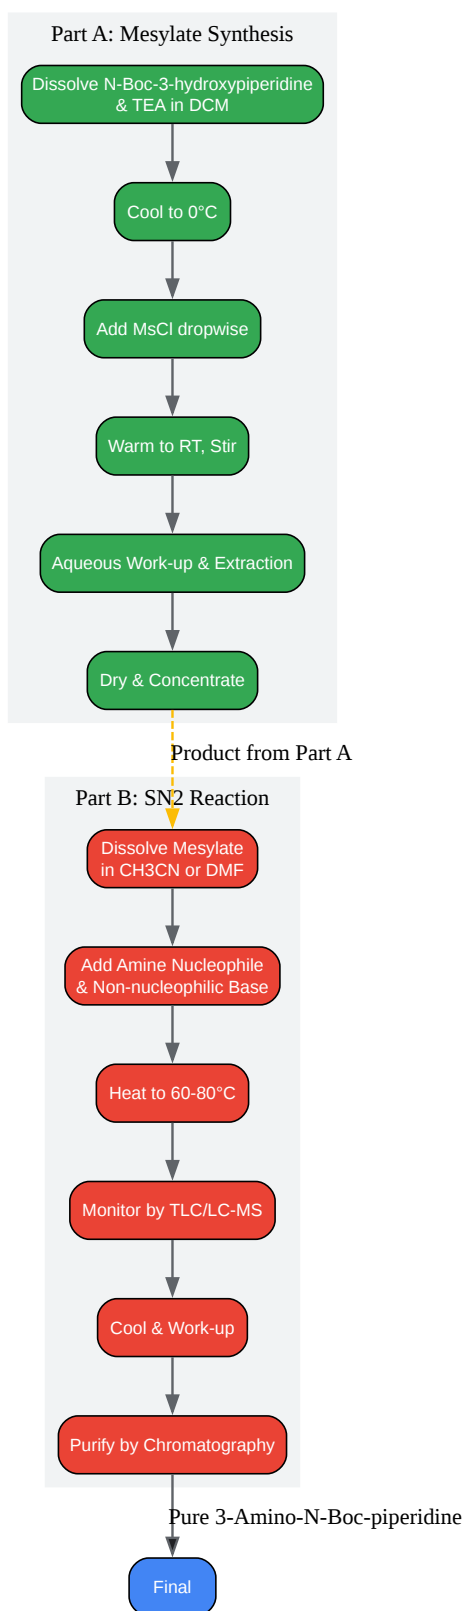 Part A: Mesylate Synthesis
Dissolve N-Boc-3-hydroxypiperidine
& TEA in DCM
Cool to 0°C
Add MsCl dropwise
Warm to RT, Stir
Aqueous Work-up & Extraction
Dry & Concentrate
Product from Part A
Part B: SN2 Reaction
Dissolve Mesylate
in CH3CN or DMF
Add Amine Nucleophile
& Non-nucleophilic Base
Heat to 60-80°C
Monitor by TLC/LC-MS
Cool & Work-up
Purify by Chromatography
Pure 3-Amino-N-Boc-piperidine
Final